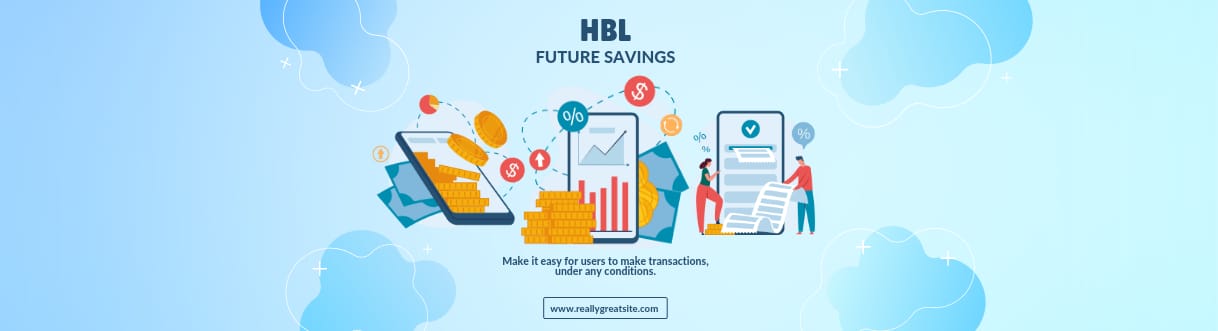 HBL
FUTURE SAVINGS
%
$
$
%
%
%
Make it easy for users to make transactions,
under any conditions.
www.reallygreatsite.com